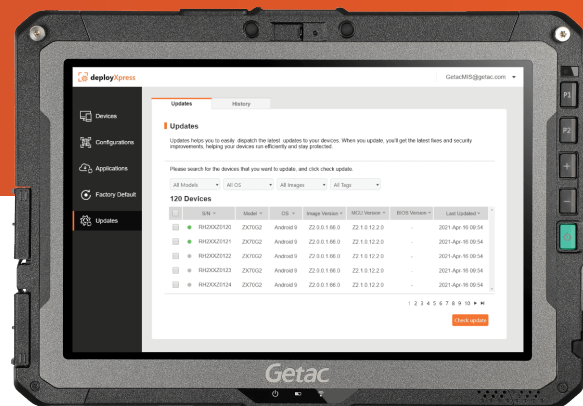 deployXpress
GetacMIS@getac.com
Devices
Configurations
Applications
Factory Default
Updates
Updates History
Updates
Updates helps you to easily dispatch the latest updates to your devices. When you update, you'll get the latest fixes and security
improvements, helping your devices run efficiently and stay protected.
Please search for the devices that you want to update, and click check update.
All Models All OS All Images All Tags
120 Devices
S/N Model OS Image Version MCU Version BIOS Version Last Updated
RH2XXZ0120 ZX70G2 Android 9 Z2.0.0.1.66.0 Z2.1.0.12.2.0 - 2021-Apr-16 09:54
RH2XXZ0121 ZX70G2 Android 9 Z2.0.0.1.66.0 Z2.1.0.12.2.0 - 2021-Apr-16 09:54
RH2XXZ0122 ZX70G2 Android 9 Z2.0.0.1.66.0 Z2.1.0.12.2.0 - 2021-Apr-16 09:54
RH2XXZ0123 ZX70G2 Android 9 Z2.0.0.1.66.0 Z2.1.0.12.2.0 - 2021-Apr-16 09:54
RH2XXZ0124 ZX70G2 Android 9 Z2.0.0.1.66.0 Z2.1.0.12.2.0 - 2021-Apr-16 09:54
1 2 3 4 5 6 7 8 9 10
Check update
Getac
P1
P2
+
-